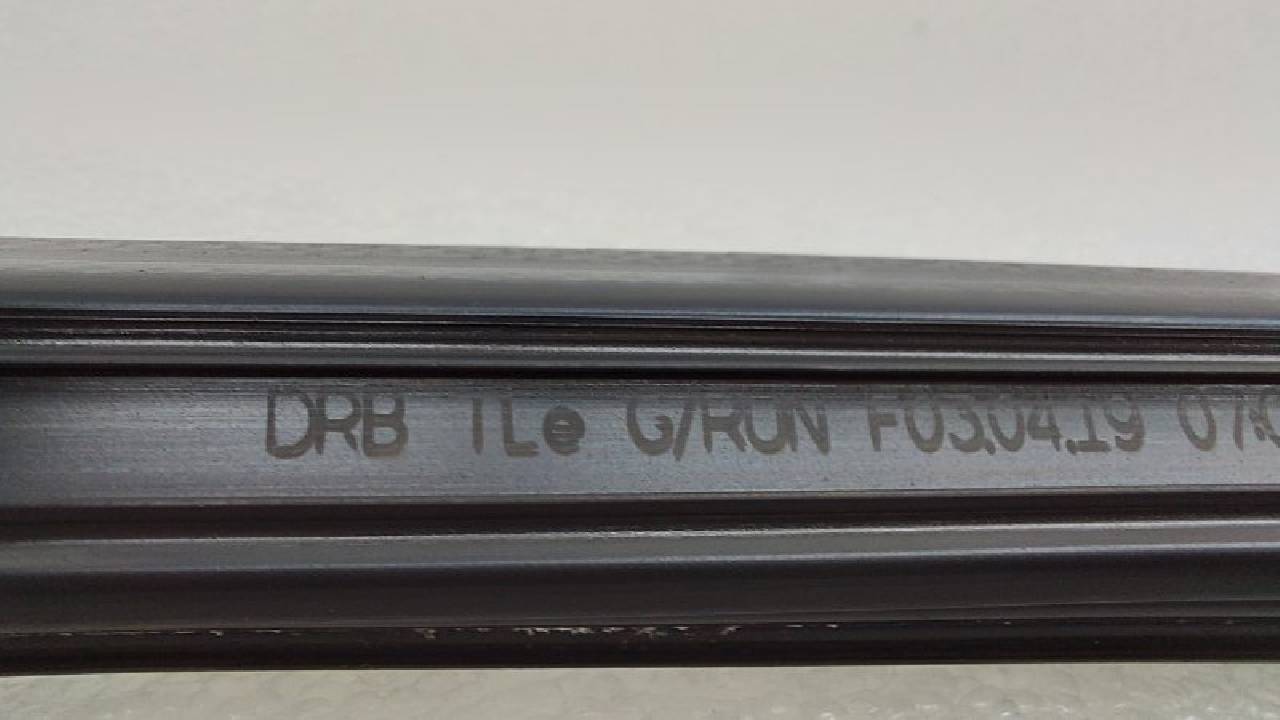 DRB TLe G/RUN F03.04.19